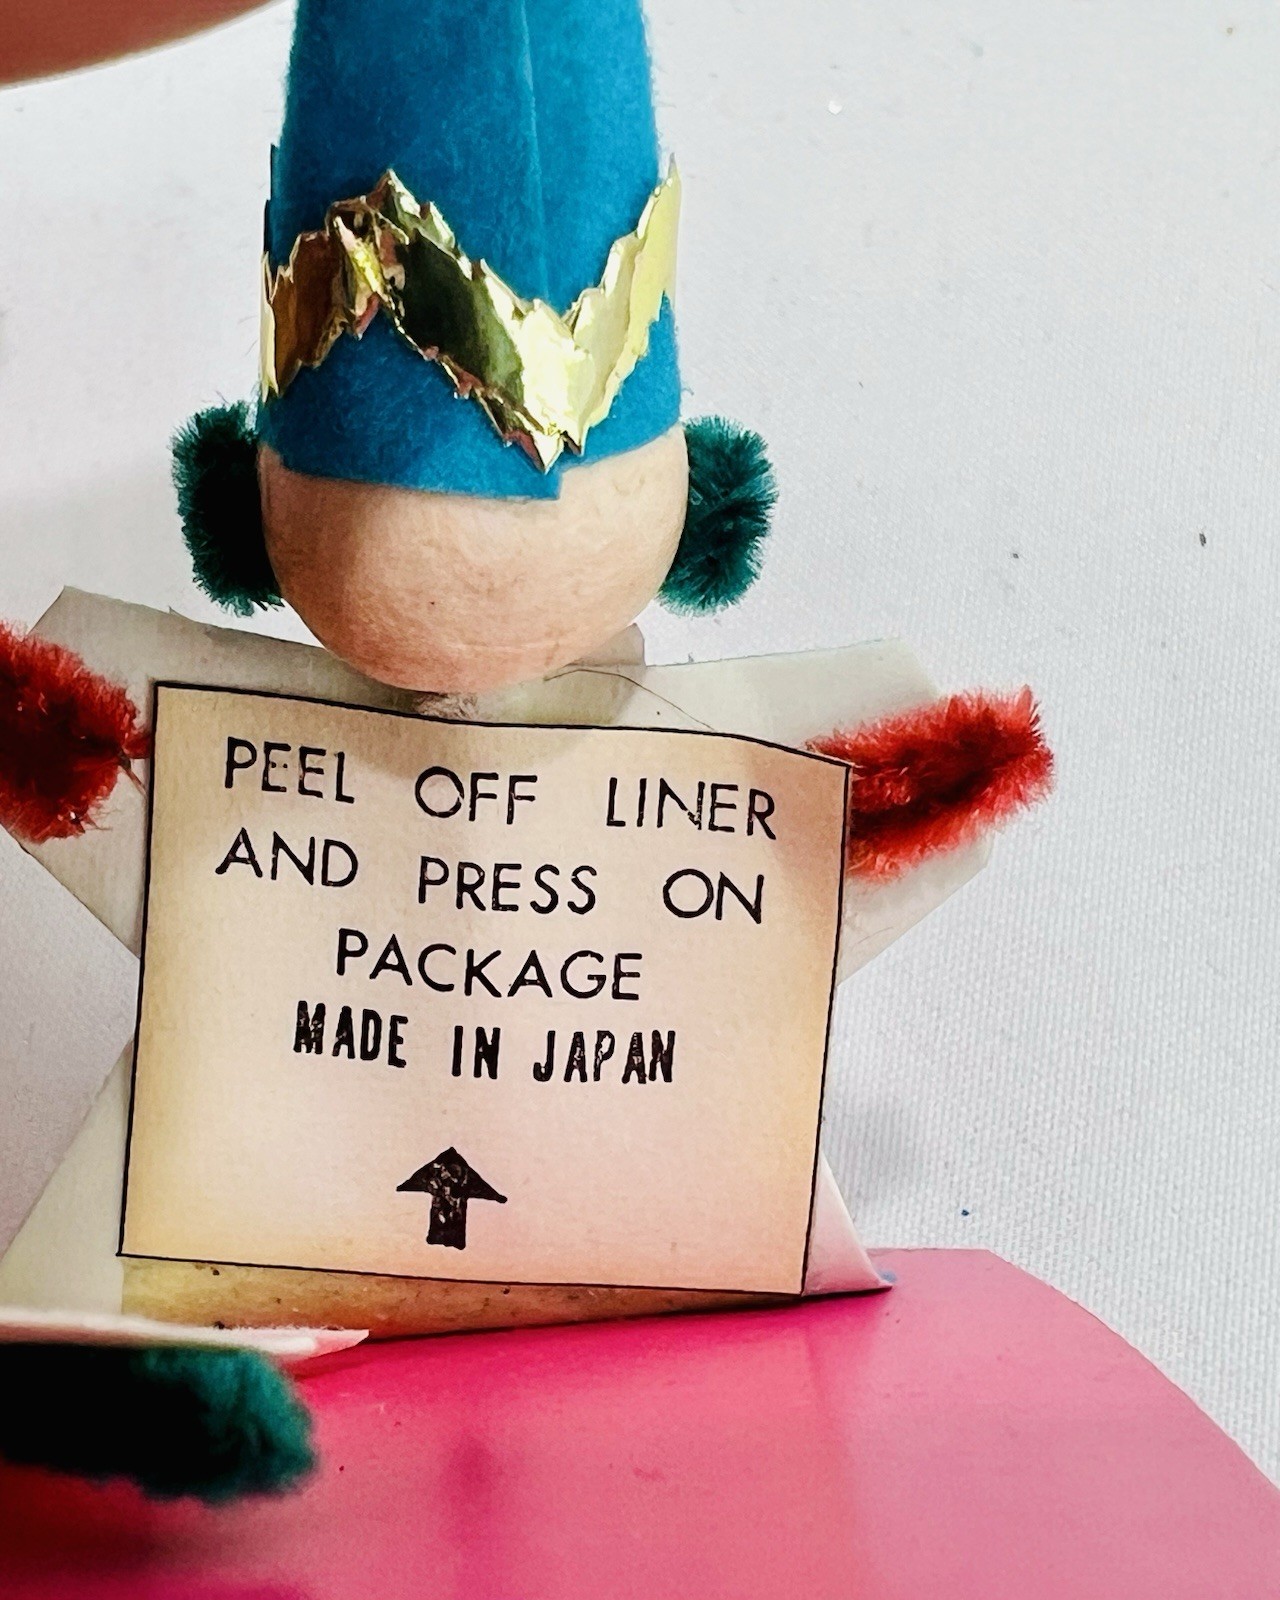 PEEL OFF LINER
AND PRESS ON
PACKAGE
MADE IN JAPAN